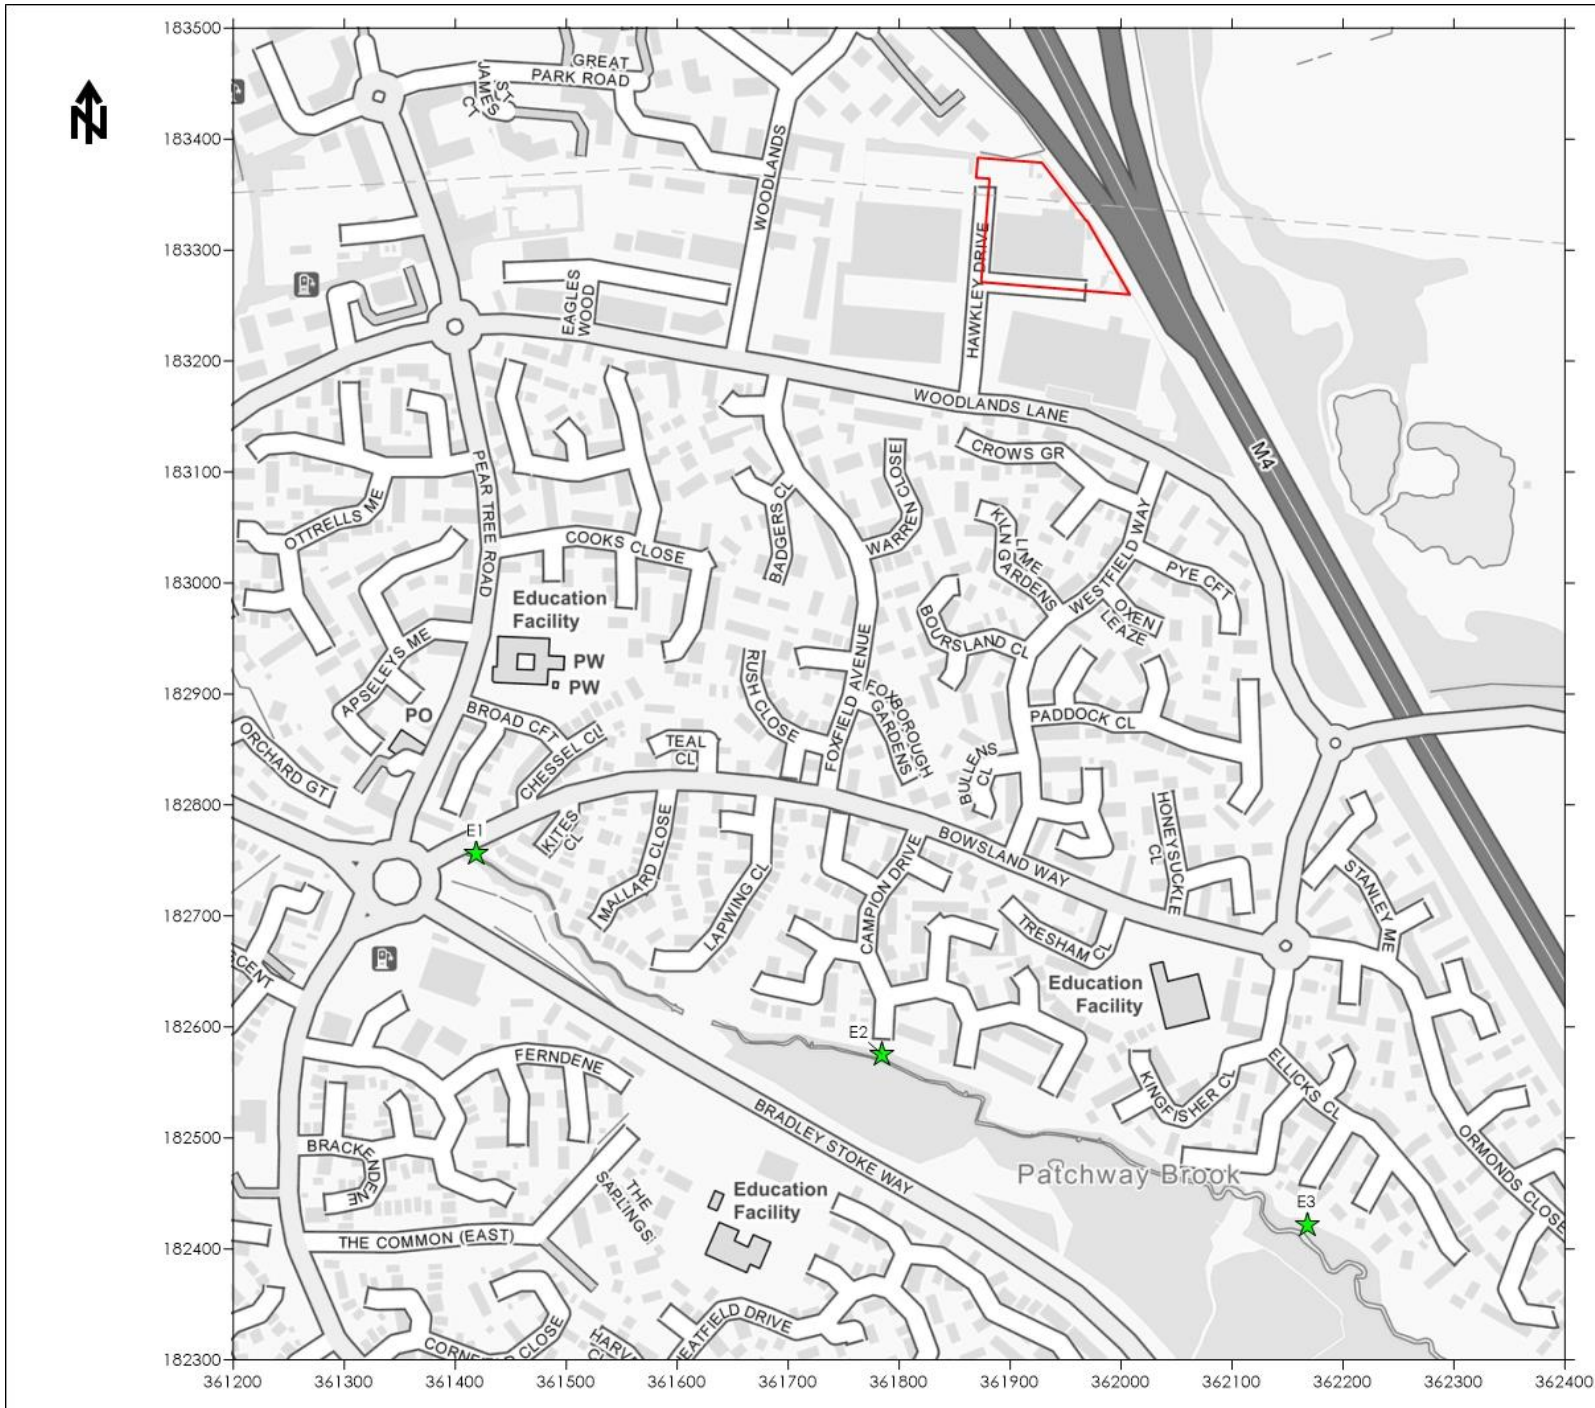 183500
183400
183300
183200
183100
183000
182900
182800
182700
182600
182500
182400
182300
361200
361300
361400
361500
361600
361700
361800
361900
362000
362100
362200
362300
362400
N
GREAT
PARK ROAD
ST
JAMES
CT
WOODLANDS
EAGLES
WOOD
HAWKLEY DRIVE
WOODLANDS LANE
M4
PEAR TREE ROAD
OTTRELLS ME
COOKS CLOSE
BADGERS CL
WARREN CLOSE
CROWS GR
KILN GARDENS
LIME
WESTFIELD WAY
PYE CFT
OXEN
LEAZE
BOURSLAND CL
Education
Facility
PW
PW
APSELEYS ME
PO
BROAD CFT
CHESSEL CL
ORCHARD GT
RUSH CLOSE
FOXFIELD AVENUE
FOXBOROUGH
GARDENS
PADDOCK CL
BULLENS
CL
TEAL
CL
E1
KITES
CL
MALLARD CLOSE
LAPWING CL
CAMPION DRIVE
BOWSLAND WAY
HONEYSUCKLE
CL
STANLEY ME
TRESHAM CL
Education
Facility
SCENT
E2
FERNDENE
BRACKENDENE
BRADLEY STOKE WAY
KINGFISHER CL
ELLICKS CL
ORMONDS CLOSE
Patchway Brook
E3
THE
SAPLINGS
Education
Facility
THE COMMON (EAST)
CORNFIELD CLOSE
HARV
CL
HEATFIELD DRIVE